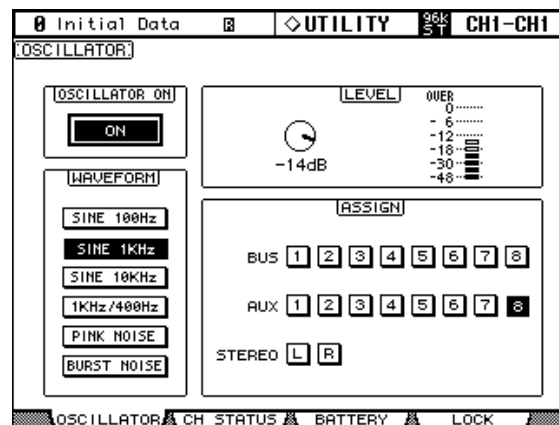 0 Initial Data R ◇UTILITY 96k ST CH1-CH1
OSCILLATOR
OSCILLATOR ON
ON
LEVEL
OVER
0
- 6
-12
-18
-30
-48
-14dB
WAVEFORM
SINE 100Hz
SINE 1KHz
SINE 10KHz
1KHz/400Hz
PINK NOISE
BURST NOISE
ASSIGN
BUS 1 2 3 4 5 6 7 8
AUX 1 2 3 4 5 6 7 8
STEREO L R
OSCILLATOR CH STATUS BATTERY LOCK